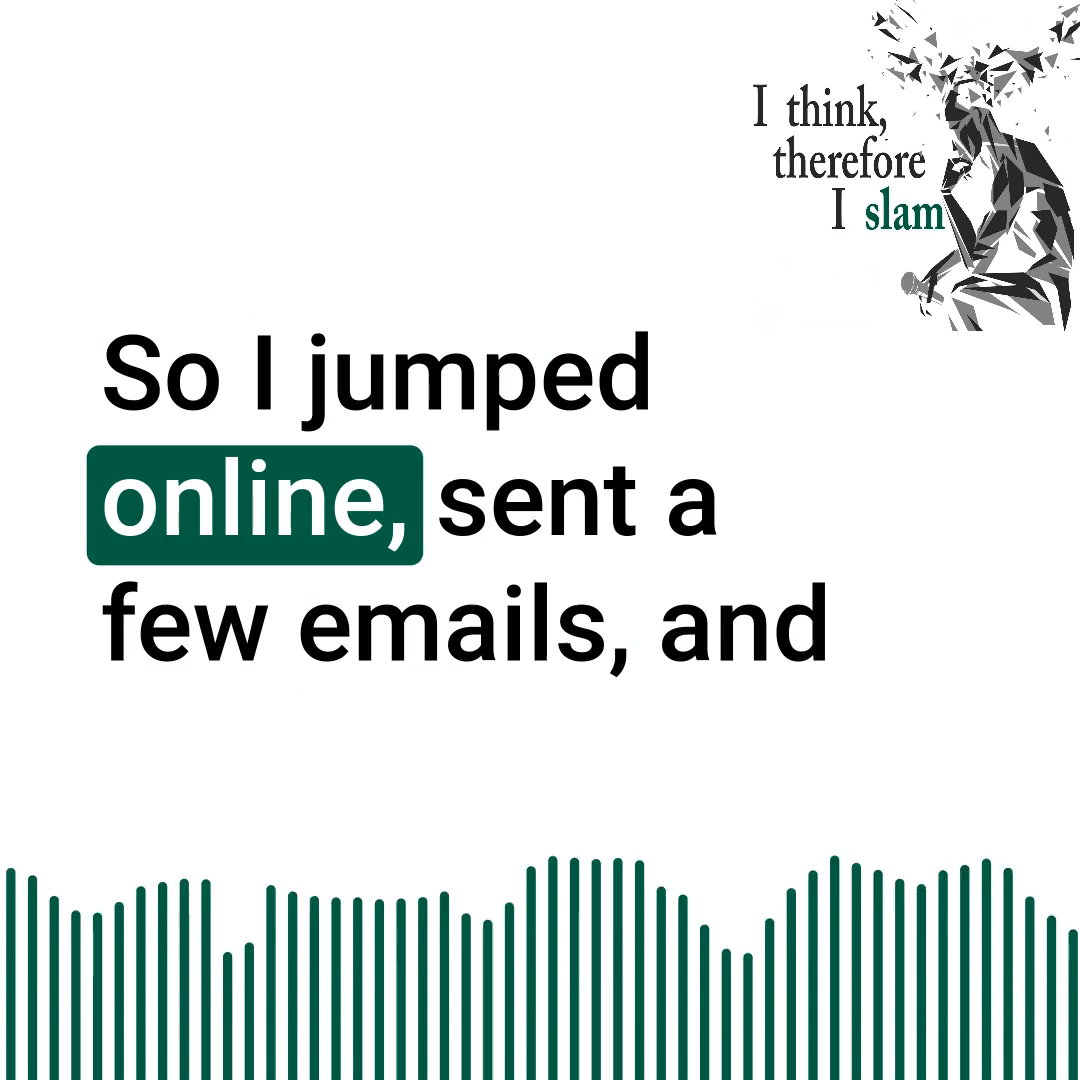 I think,
therefore
I slam
So I jumped
online, sent a
few emails, and